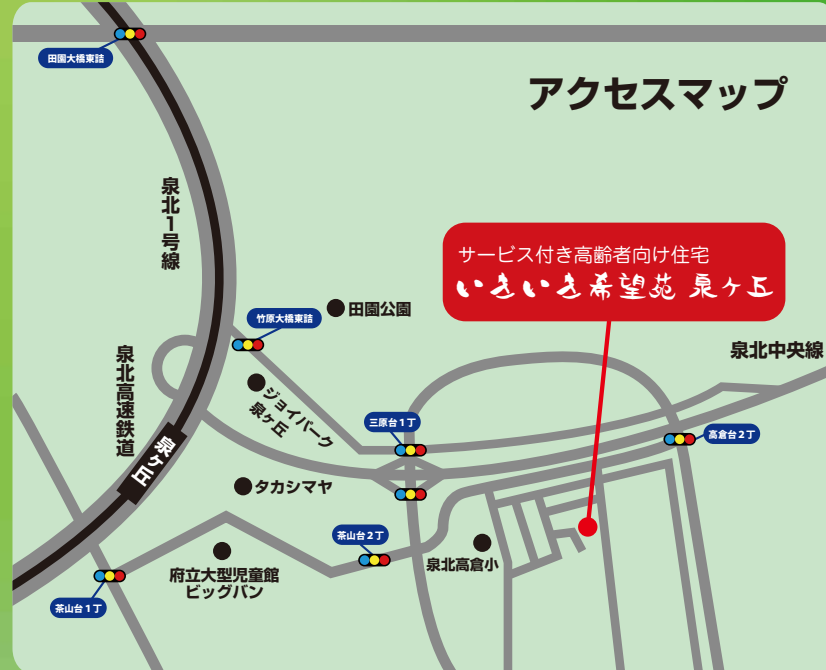 アクセスマップ
田園大橋東詰
泉北1号線
サービス付き高齢者向け住宅
いきいき希望苑 泉ヶ丘
田園公園
竹原大橋東詰
泉北中央線
泉北高速鉄道
ジョイパーク
泉ヶ丘
三原台1丁
高倉台2丁
泉ヶ丘
タカシマヤ
茶山台2丁
泉北高倉小
府立大型児童館
ビッグバン
茶山台1丁